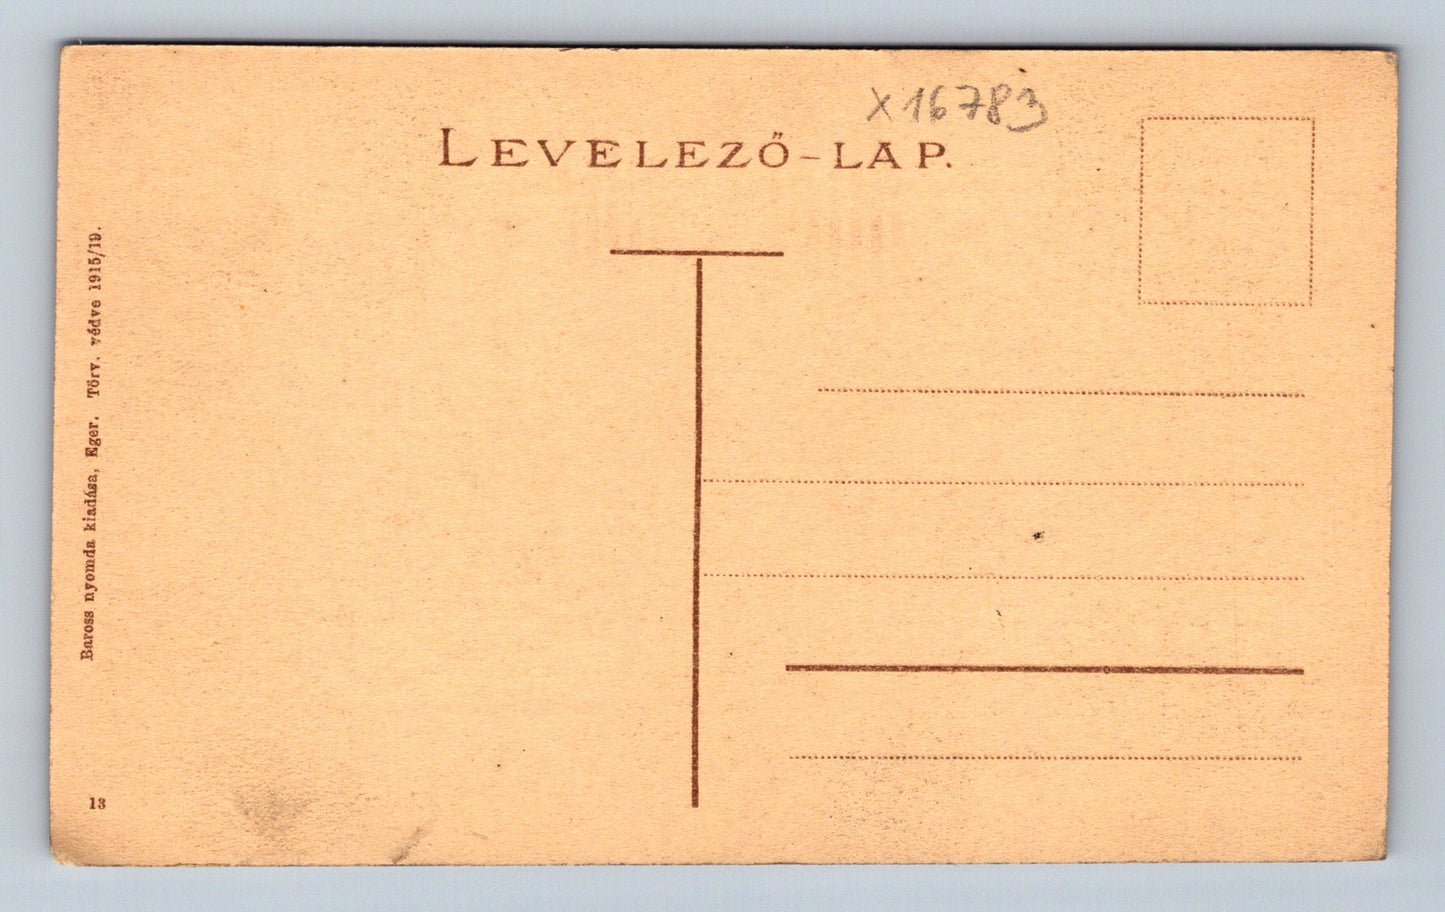 x16783
LEVELEZŐ-LAP.
Baross nyomda kiadása, Eger. Törv. védve 1915/19.
13